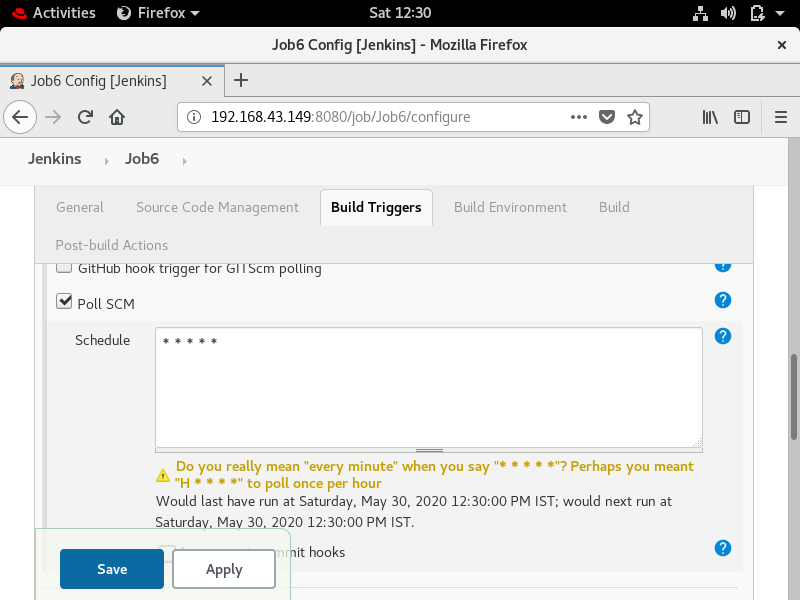 Activities Firefox Sat 12:30
Job6 Config [Jenkins] - Mozilla Firefox
Job6 Config [Jenkins]
192.168.43.149:8080/job/Job6/configure
Jenkins Job6
General Source Code Management Build Triggers Build Environment Build
Post-build Actions
GitHub hook trigger for GITScm polling
Poll SCM
Schedule * * * * *
Do you really mean "every minute" when you say "* * * * *"? Perhaps you meant
"H * * * *" to poll once per hour
Would last have run at Saturday, May 30, 2020 12:30:00 PM IST; would next run at
Saturday, May 30, 2020 12:30:00 PM IST.
hooks
Save Apply